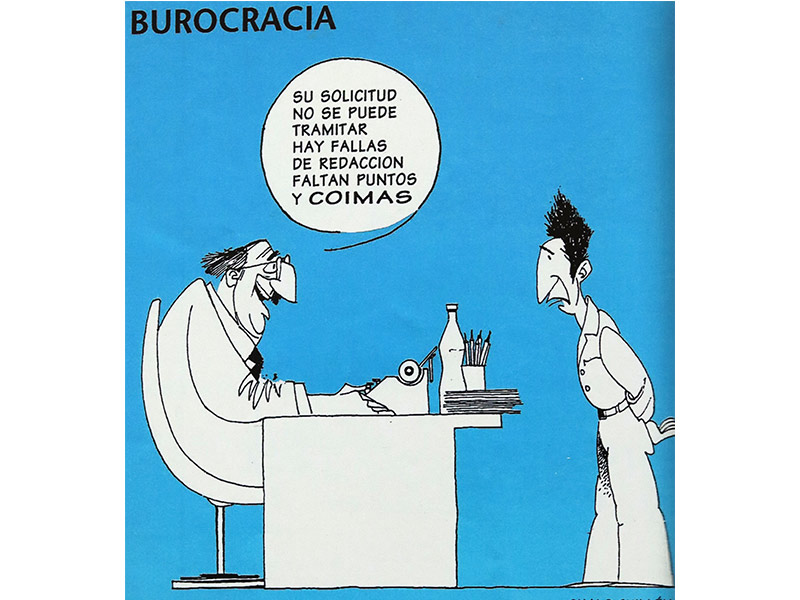 BUROCRACIA
SU SOLICITUD
NO SE PUEDE
TRAMITAR
HAY FALLAS
DE REDACCION
FALTAN PUNTOS
Y COIMAS